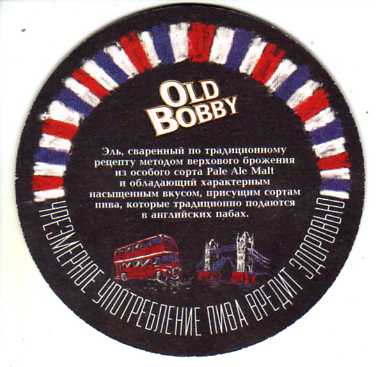 OLD
BOBBY
Эль, сваренный по традиционному
рецепту методом верхового брожения
из особого сорта Pale Ale Malt
и обладающий характерным
насыщенным вкусом, присущим сортам
пива, которые традиционно подаются
в английских пабах.
ЧРЕЗМЕРНОЕ УПОТРЕБЛЕНИЕ ПИВА ВРЕДИТ ЗДОРОВЬЮ